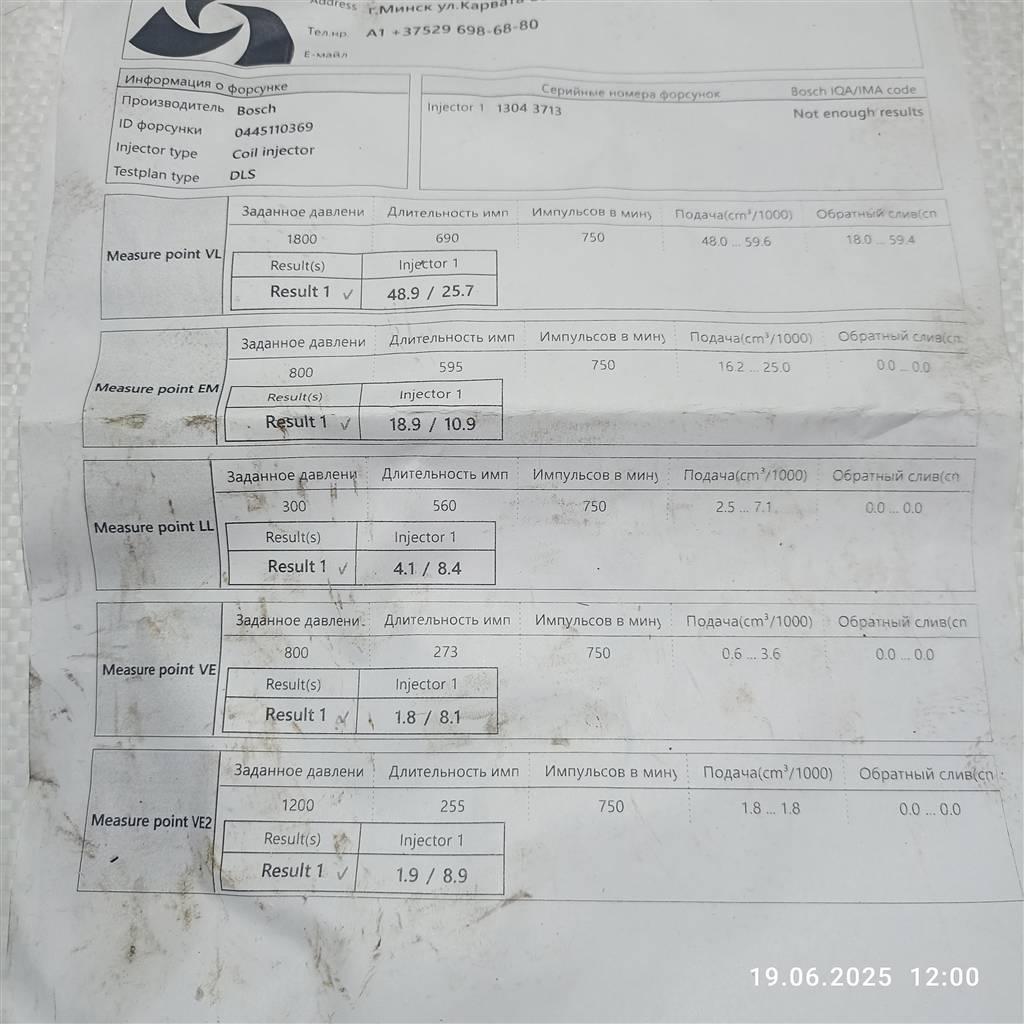 Address г.Минск ул.Карвата
Тел.нр. A1 +37529 698-68-80
E-майл
Информация о форсунке
Производитель Bosch
ID форсунки 0445110369
Injector type Coil injector
Testplan type DLS
Серийные номера форсунок Bosch IQA/IMA code
Injector 1 1304 3713 Not enough results
Measure point VL
Заданное давлени Длительность имп Импульсов в мину Подача(cm³/1000) Обратный слив(сп
1800 690 750 48.0 ... 59.6 18.0 ... 59.4
Result(s) Injector 1
Result 1 ✓ 48.9 / 25.7
Measure point EM
Заданное давлени Длительность имп Импульсов в мину Подача(cm³/1000) Обратный слив(сп
800 595 750 16.2 ... 25.0 0.0 ... 0.0
Result(s) Injector 1
Result 1 ✓ 18.9 / 10.9
Measure point LL
Заданное давлени Длительность имп Импульсов в мину Подача(cm³/1000) Обратный слив(сп
300 560 750 2.5 ... 7.1 0.0 ... 0.0
Result(s) Injector 1
Result 1 ✓ 4.1 / 8.4
Measure point VE
Заданное давлени Длительность имп Импульсов в мину Подача(cm³/1000) Обратный слив(сп
800 273 750 0.6 ... 3.6 0.0 ... 0.0
Result(s) Injector 1
Result 1 ✓ 1.8 / 8.1
Measure point VE2
Заданное давлени Длительность имп Импульсов в мину Подача(cm³/1000) Обратный слив(сп
1200 255 750 1.8 ... 1.8 0.0 ... 0.0
Result(s) Injector 1
Result 1 ✓ 1.9 / 8.9
19.06.2025 12:00